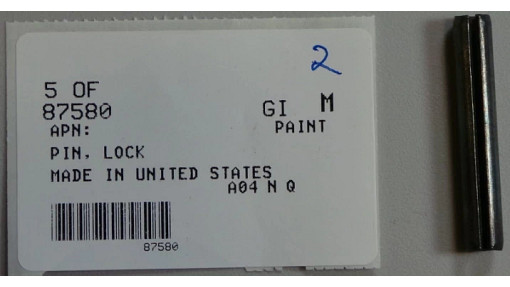 2
5 OF
87580
GI M
APN:
PAINT
PIN, LOCK
MADE IN UNITED STATES
A04 N Q
87580